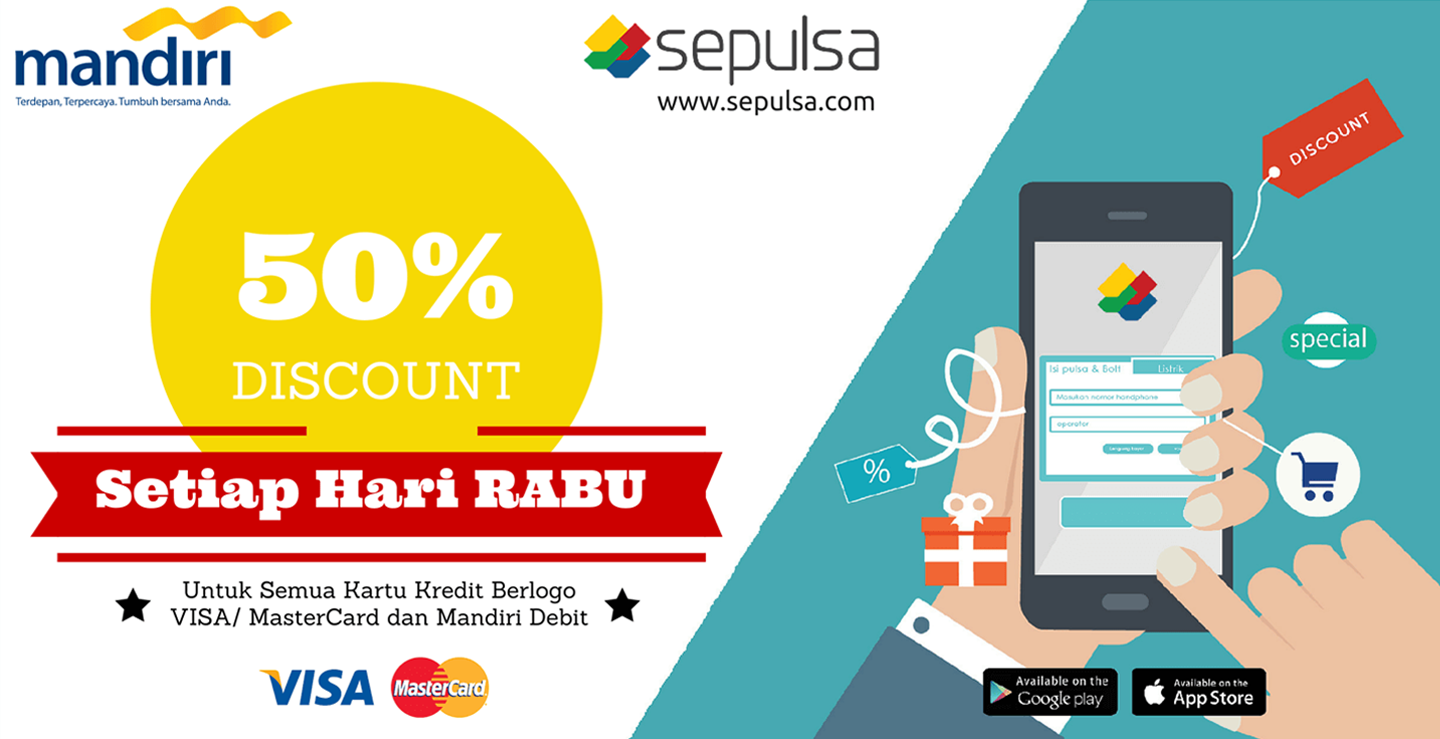 mandırı
Terdepan, Terpercaya. Tumbuh bersama Anda.
sepulsa
www.sepulsa.com
50%
DISCOUNT
Setiap Hari RABU
Untuk Semua Kartu Kredit Berlogo
VISA/ MasterCard dan Mandiri Debit
VISA
MasterCard
DISCOUNT
special
Isi pulsa & Bolt
Listrik
Masukan nomor handphone
operator
%
Available on the
Google play
Available on the
App Store